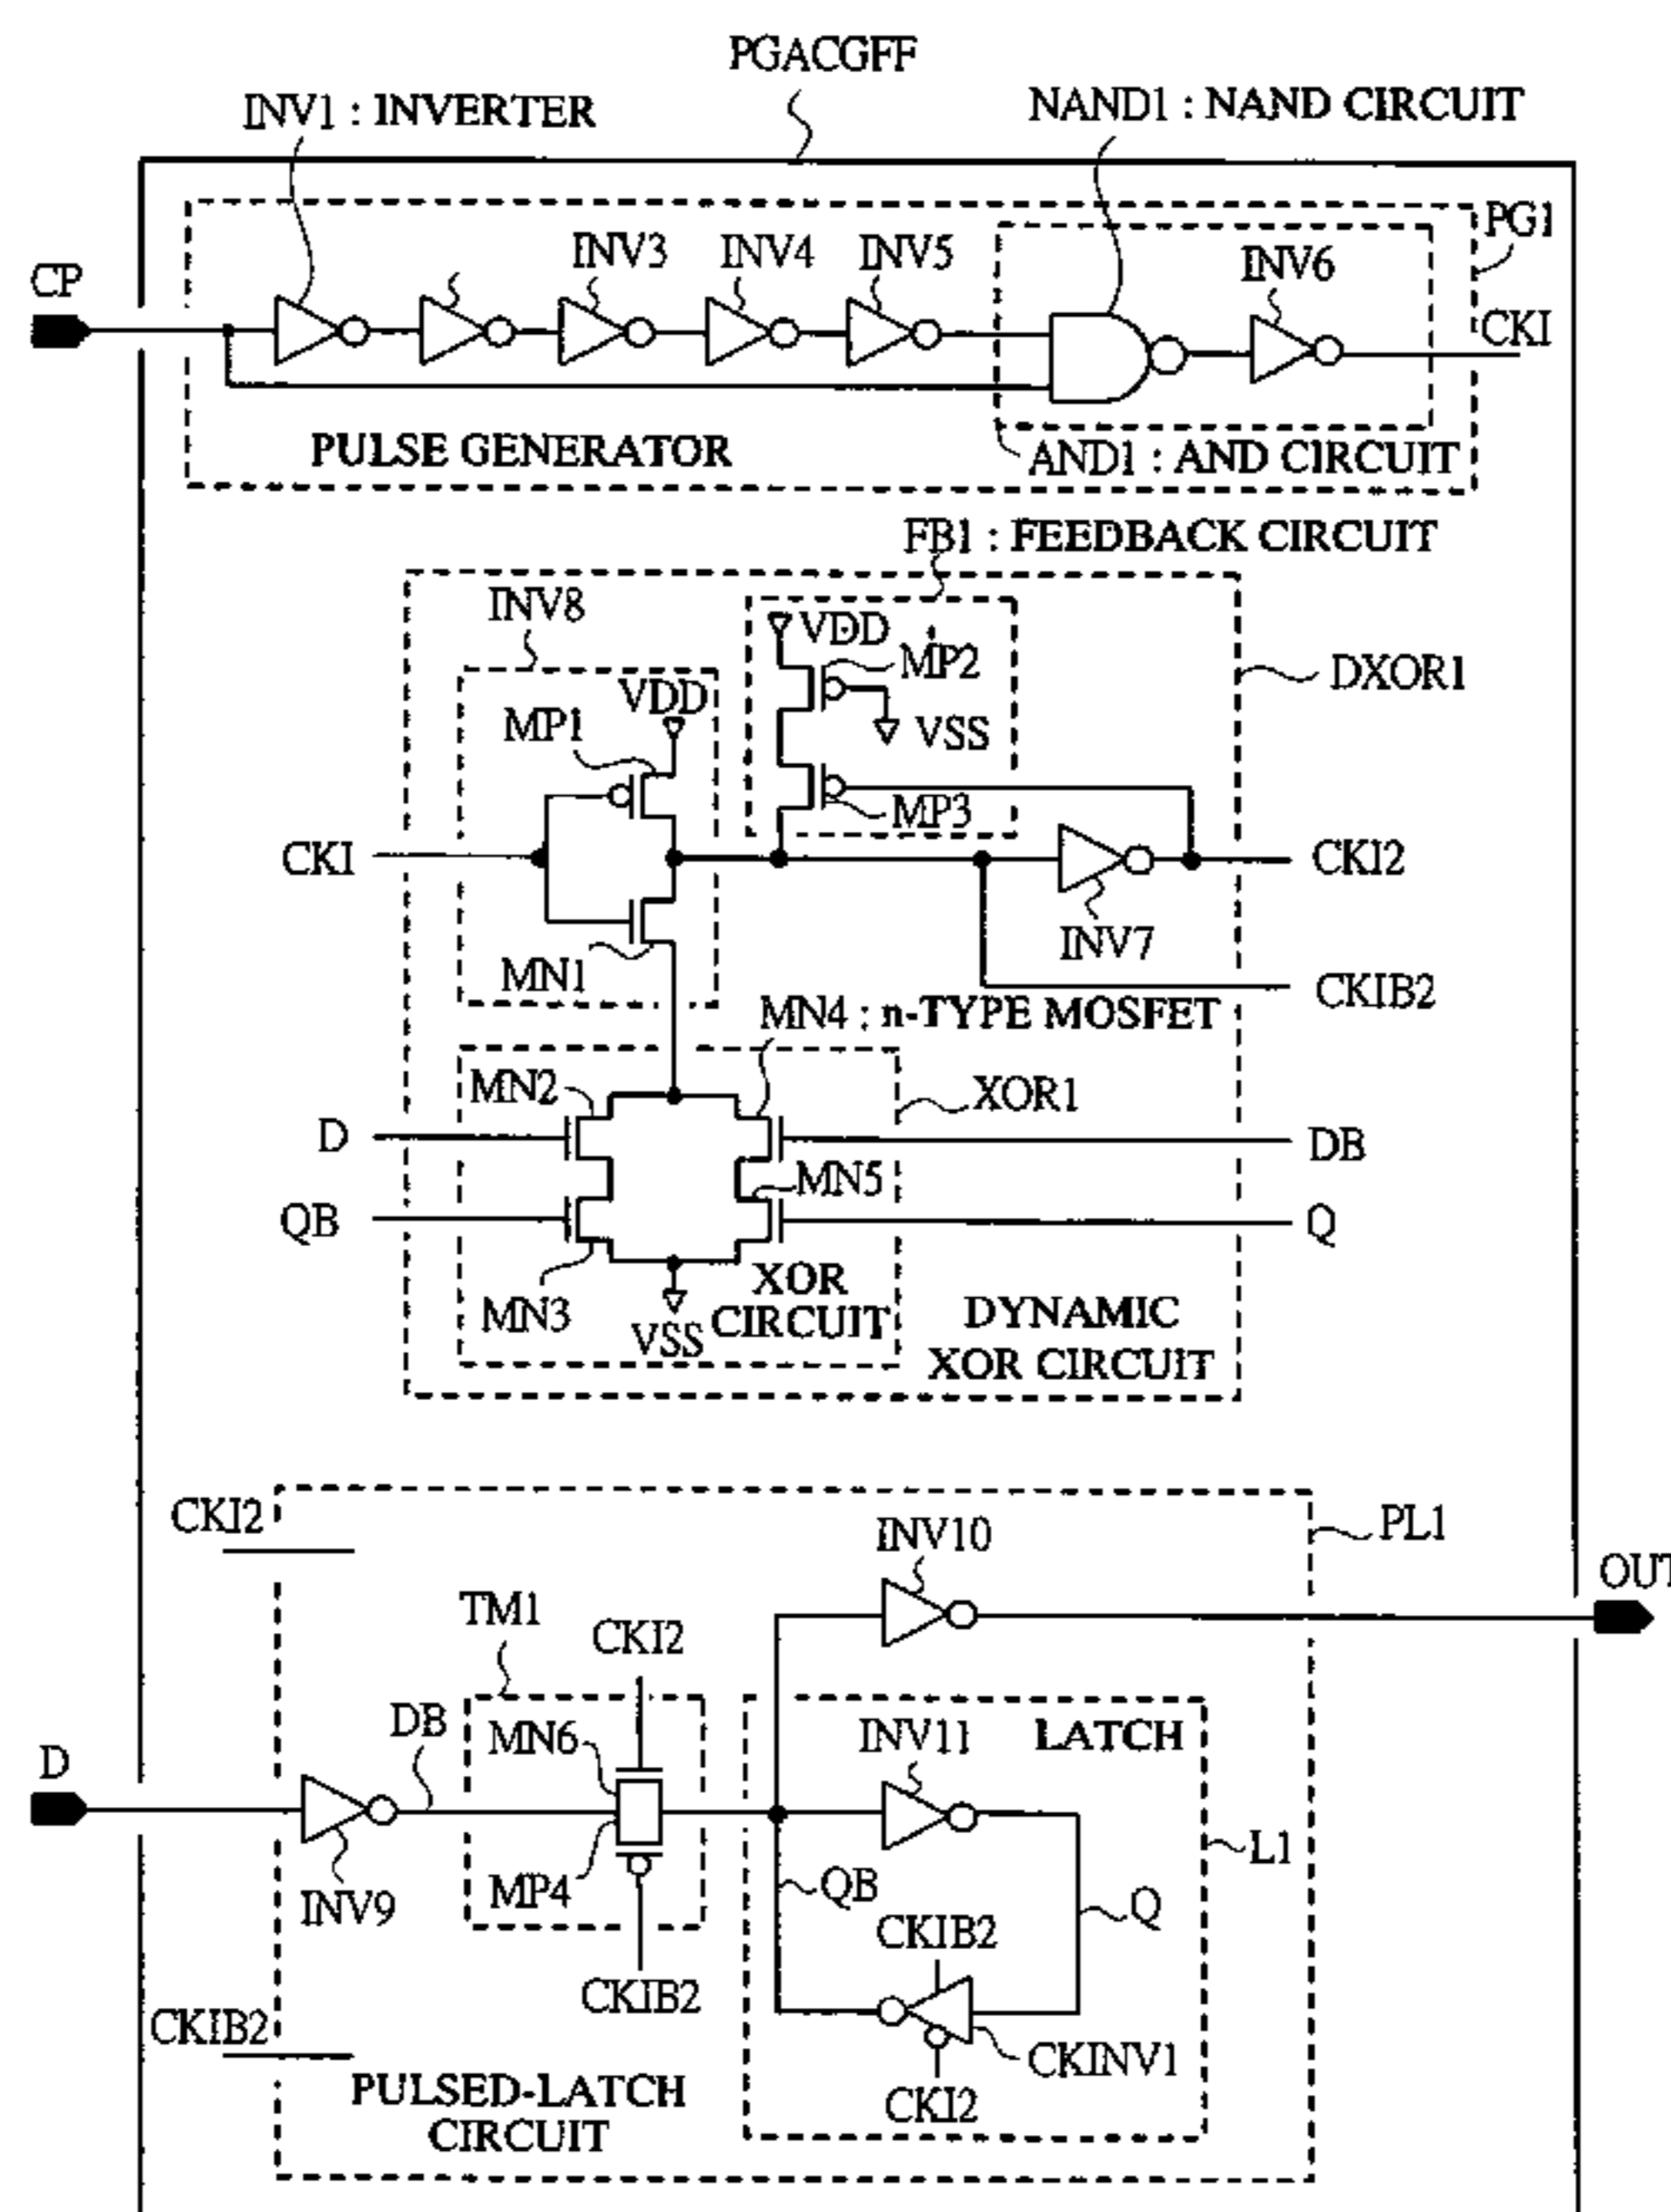 PGACGFF
INV1 : INVERTER
NAND1 : NAND CIRCUIT
PG1
CP
INV3
INV4
INV5
INV6
CKI
PULSE GENERATOR
AND1 : AND CIRCUIT
FB1 : FEEDBACK CIRCUIT
INV8
VDD
MP2
DXOR1
VDD
MP1
VSS
MP3
CKI
CKI2
INV7
MN1
CKIB2
MN4 : n-TYPE MOSFET
MN2
XOR1
D
DB
MN5
QB
Q
XOR
CIRCUIT
MN3
VSS
DYNAMIC
XOR CIRCUIT
CKI2
INV10
PL1
OUT
TM1
CKI2
DB
MN6
INV11
LATCH
D
L1
INV9
MP4
QB
Q
CKIB2
CKIB2
CKIB2
CKINV1
PULSED-LATCH
CIRCUIT
CKI2